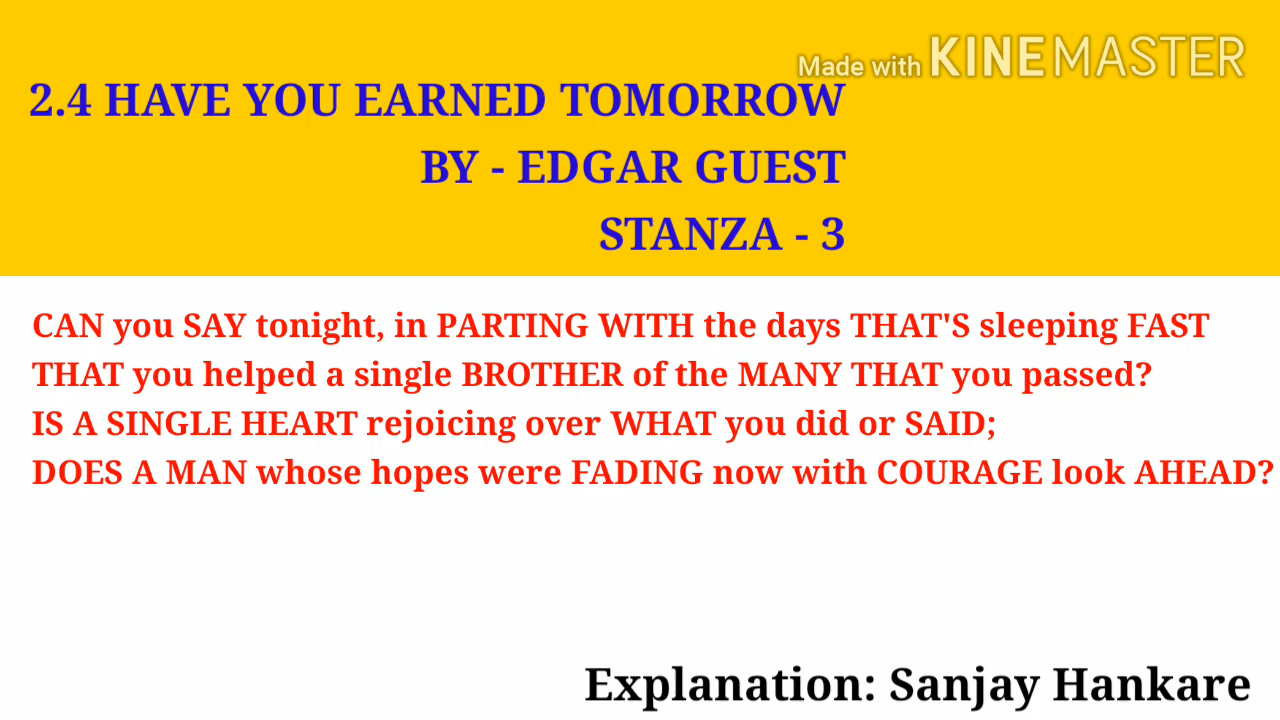 Made with KINEMASTER
2.4 HAVE YOU EARNED TOMORROW
BY - EDGAR GUEST
STANZA - 3
CAN you SAY tonight, in PARTING WITH the days THAT'S sleeping FAST
THAT you helped a single BROTHER of the MANY THAT you passed?
IS A SINGLE HEART rejoicing over WHAT you did or SAID;
DOES A MAN whose hopes were FADING now with COURAGE look AHEAD?
Explanation: Sanjay Hankare